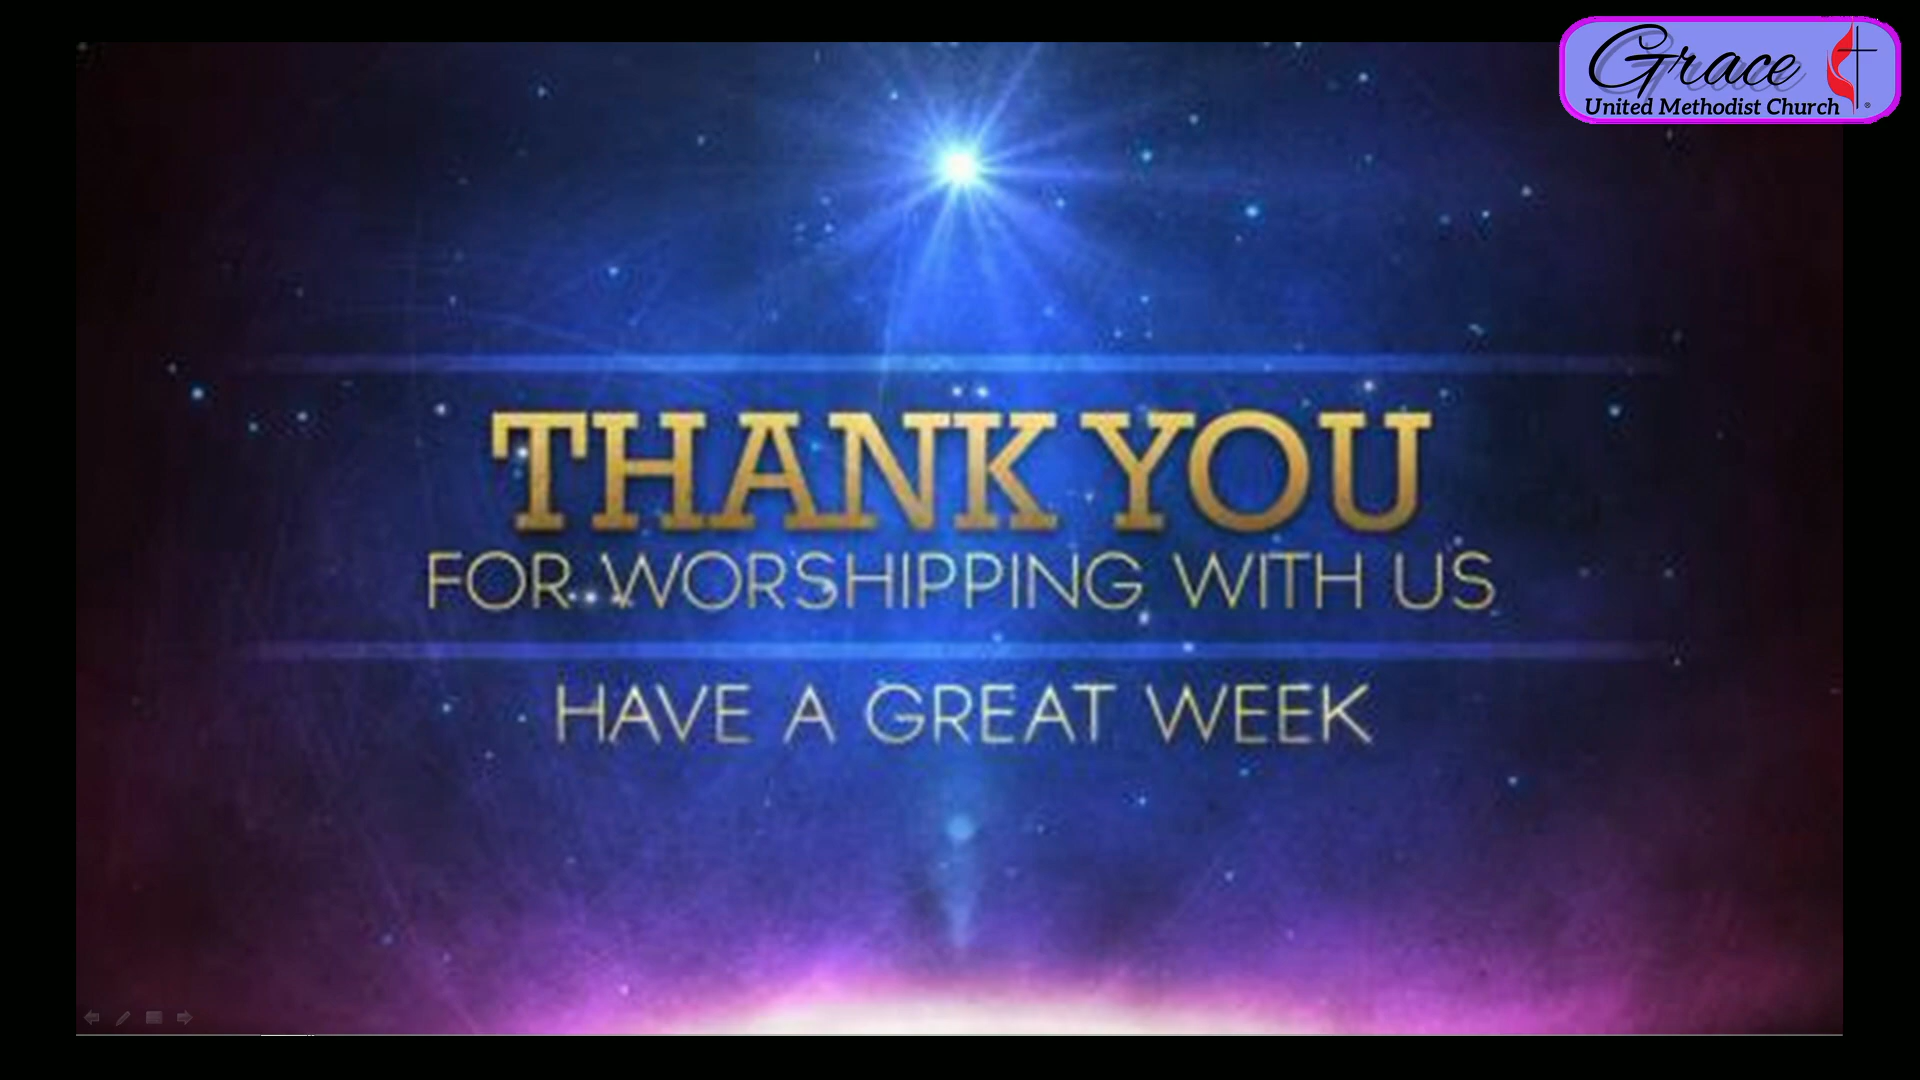 Grace
United Methodist Church
THANK YOU
FOR WORSHIPPING WITH US
HAVE A GREAT WEEK